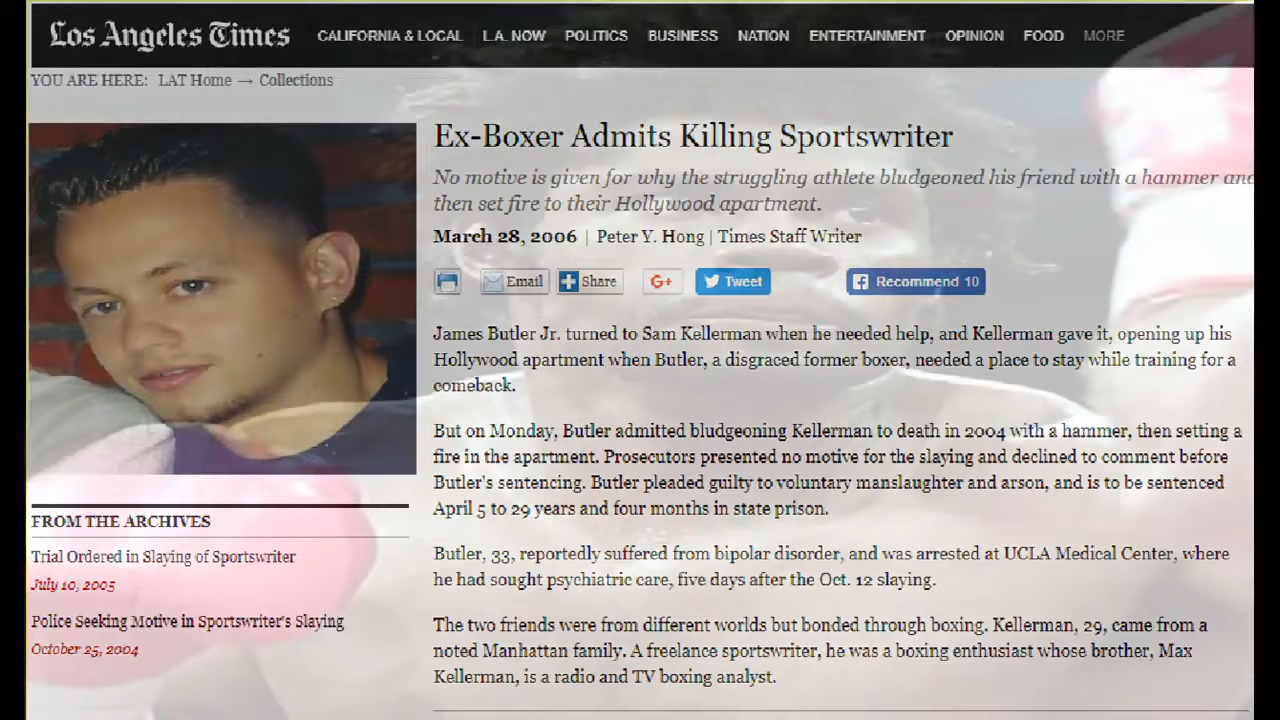 Los Angeles Times CALIFORNIA & LOCAL L.A. NOW POLITICS BUSINESS NATION ENTERTAINMENT OPINION FOOD MORE
YOU ARE HERE: LAT Home → Collections
Ex-Boxer Admits Killing Sportswriter
No motive is given for why the struggling athlete bludgeoned his friend with a hammer and
then set fire to their Hollywood apartment.
March 28, 2006 | Peter Y. Hong | Times Staff Writer
Email Share G+ Tweet Recommend 10
James Butler Jr. turned to Sam Kellerman when he needed help, and Kellerman gave it, opening up his
Hollywood apartment when Butler, a disgraced former boxer, needed a place to stay while training for a
comeback.
But on Monday, Butler admitted bludgeoning Kellerman to death in 2004 with a hammer, then setting a
fire in the apartment. Prosecutors presented no motive for the slaying and declined to comment before
Butler's sentencing. Butler pleaded guilty to voluntary manslaughter and arson, and is to be sentenced
April 5 to 29 years and four months in state prison.
Butler, 33, reportedly suffered from bipolar disorder, and was arrested at UCLA Medical Center, where
he had sought psychiatric care, five days after the Oct. 12 slaying.
The two friends were from different worlds but bonded through boxing. Kellerman, 29, came from a
noted Manhattan family. A freelance sportswriter, he was a boxing enthusiast whose brother, Max
Kellerman, is a radio and TV boxing analyst.
FROM THE ARCHIVES
Trial Ordered in Slaying of Sportswriter
July 10, 2005
Police Seeking Motive in Sportswriter's Slaying
October 25, 2004